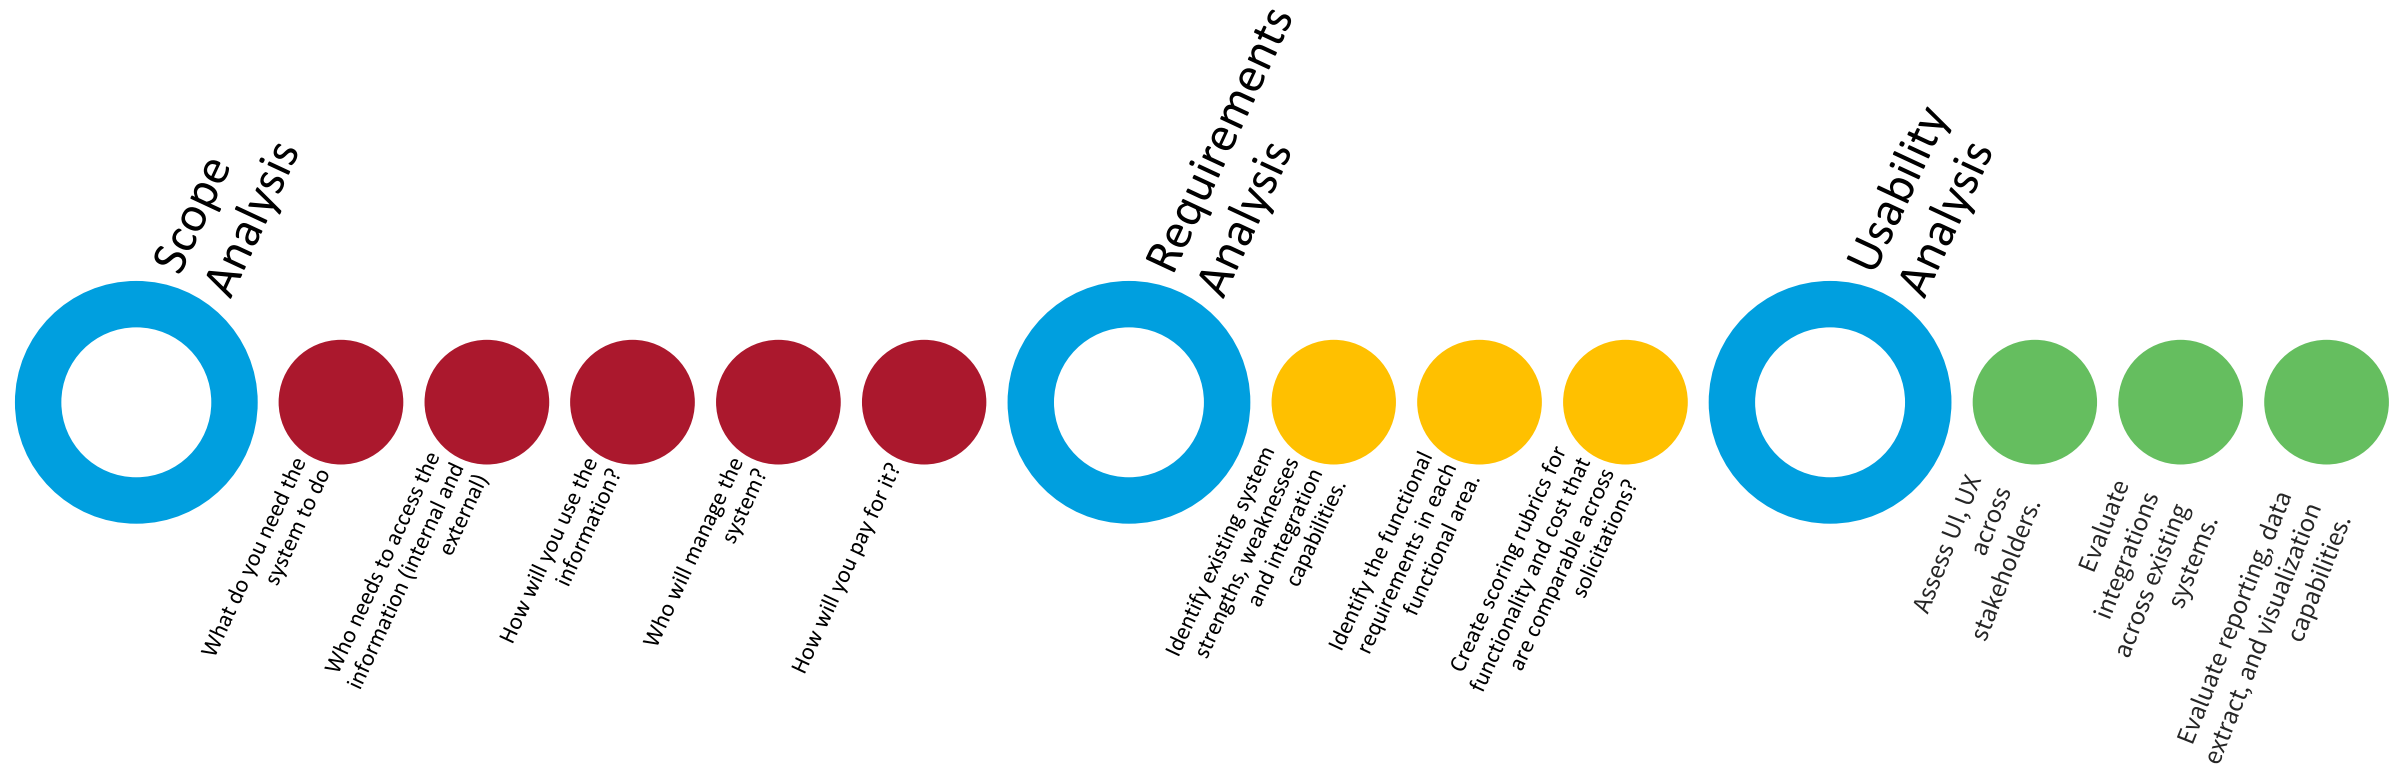 Scope
Analysis
What do you need the
system to do
Who needs to access the
information (internal and
external)
How will you use the
information?
Who will manage the
system?
How will you pay for it?
Requirements
Analysis
Identify existing system
strengths, weaknesses
and integration
capabilities.
Identify the functional
requirements in each
functional area.
Create scoring rubrics for
functionality and cost that
are comparable across
solicitations?
Usability
Analysis
Assess UI, UX
across
stakeholders.
Evaluate
integrations
across existing
systems.
Evaluate reporting, data
extract, and visualization
capabilities.